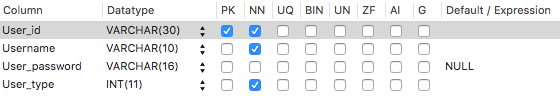 Column Datatype PK NN UQ BIN UN ZF AI G Default / Expression
User_id VARCHAR(30)
Username VARCHAR(10)
User_password VARCHAR(16) NULL
User_type INT(11)